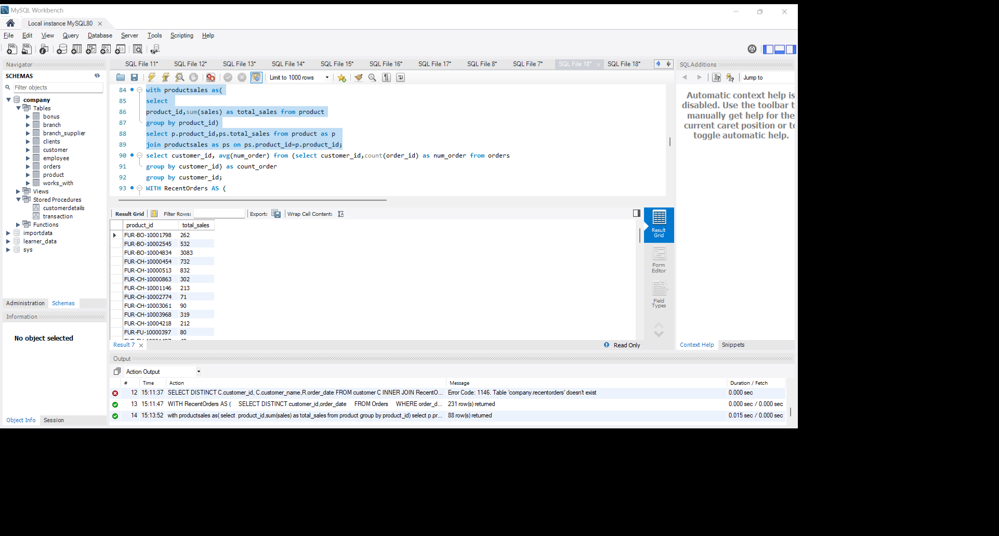 MySQL Workbench
Local instance MySQL80
File Edit View Query Database Server Tools Scripting Help
Navigator
SCHEMAS
Filter objects
company
Tables
bonus
branch
branch_supplier
clients
customer
employee
orders
product
works_with
Views
Stored Procedures
customerdetails
transaction
Functions
importdata
learner_data
sys
Administration Schemas
Information
No object selected
Object Info Session
SQL File 11* SQL File 12* SQL File 13* SQL File 14* SQL File 15* SQL File 16* SQL File 17* SQL File 8* SQL File 7* SQL File 18* SQL File 18*
Limit to 1000 rows
84 with productsales as(
85 select
86 product_id,sum(sales) as total_sales from product
87 group by product_id)
88 select p.product_id,ps.total_sales from product as p
89 join productsales as ps on ps.product_id=p.product_id;
90 select customer_id, avg(num_order) from (select customer_id,count(order_id) as num_order from orders
91 group by customer_id) as count_order
92 group by customer_id;
93 WITH RecentOrders AS (
Result Grid Filter Rows: Export: Wrap Cell Content:
product_id total_sales
FUR-BO-10001798 262
FUR-BO-10002545 532
FUR-BO-10004834 3083
FUR-CH-10000454 732
FUR-CH-10000513 832
FUR-CH-10000863 302
FUR-CH-10001146 213
FUR-CH-10002774 71
FUR-CH-10003061 90
FUR-CH-10003968 319
FUR-CH-10004218 212
FUR-FU-10000397 80
Result Grid
Form Editor
Field Types
Result 7
Read Only
SQLAdditions
Jump to
Automatic context help is
disabled. Use the toolbar t
manually get help for the
current caret position or to
toggle automatic help.
Context Help Snippets
Output
Action Output
# Time Action Message Duration / Fetch
12 15:11:37 SELECT DISTINCT C.customer_id, C.customer_name,R.order_date FROM customer C INNER JOIN RecentO... Error Code: 1146. Table 'company.recentorders' doesn't exist 0.000 sec
13 15:11:47 WITH RecentOrders AS ( SELECT DISTINCT customer_id,order_date FROM Orders WHERE order_d... 231 row(s) returned 0.000 sec / 0.000 sec
14 15:13:52 with productsales as( select product_id,sum(sales) as total_sales from product group by product_id) select p.pr... 88 row(s) returned 0.015 sec / 0.000 sec